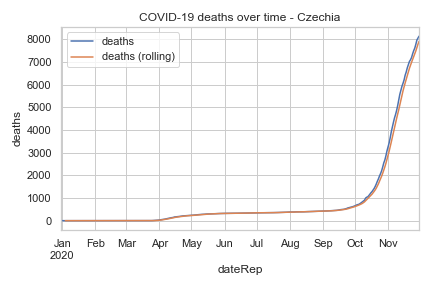 COVID-19 deaths over time - Czechia
deaths
deaths (rolling)
8000
7000
6000
5000
4000
3000
2000
1000
0
deaths
Jan Feb Mar Apr May Jun Jul Aug Sep Oct Nov
2020
dateRep